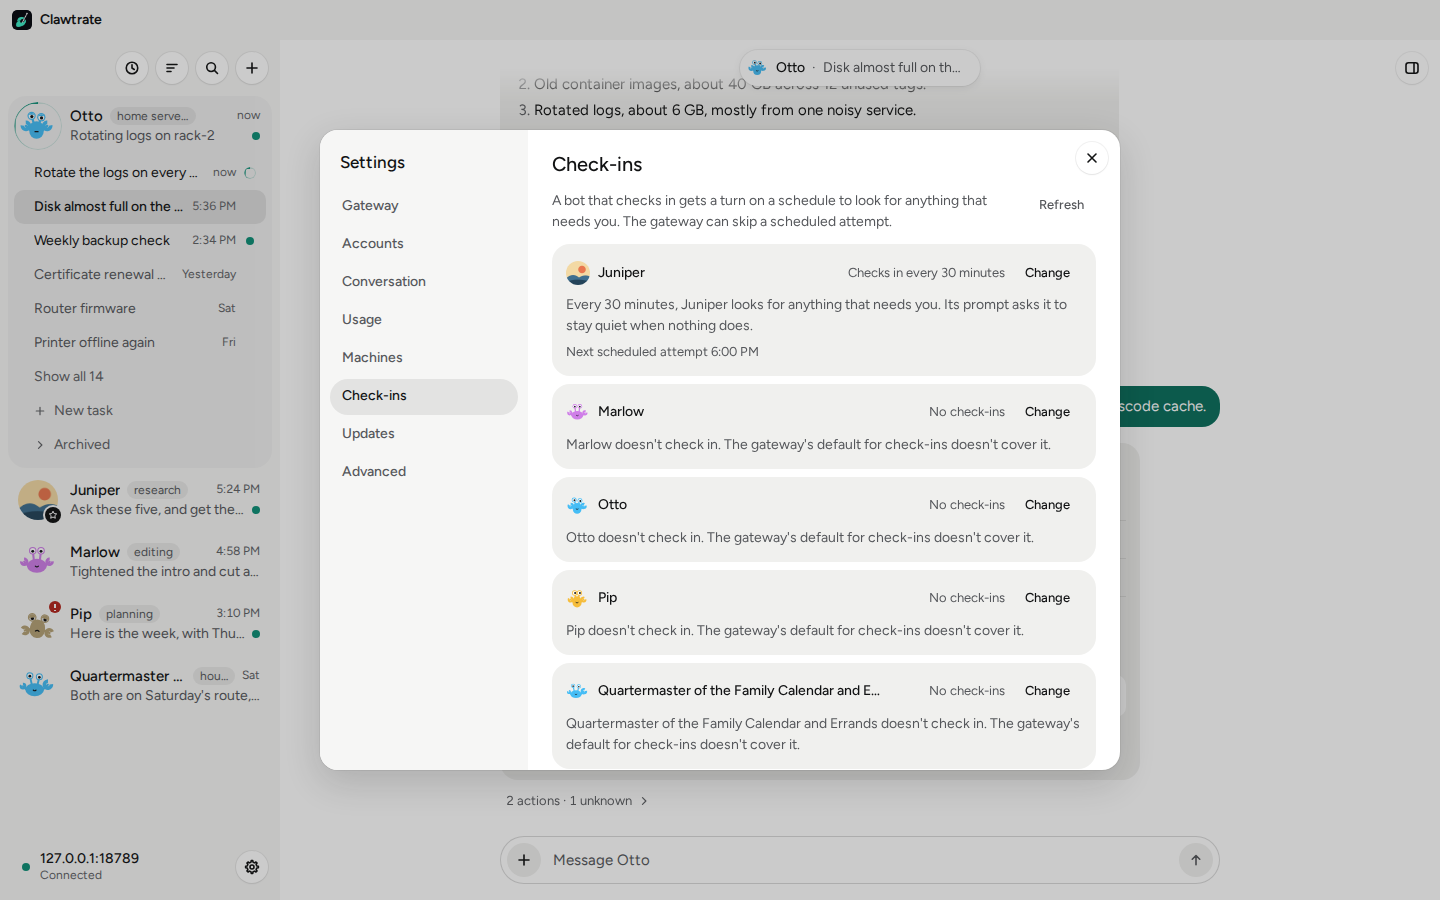 Clawtrate
Otto
home serve...
now
Rotating logs on rack-2
Rotate the logs on every ...
now
Disk almost full on the ...
5:36 PM
Weekly backup check
2:34 PM
Certificate renewal ...
Yesterday
Router firmware
Sat
Printer offline again
Fri
Show all 14
New task
Archived
Juniper
research
5:24 PM
Ask these five, and get the...
Marlow
editing
4:58 PM
Tightened the intro and cut a...
Pip
planning
3:10 PM
Here is the week, with Thu...
Quartermaster ...
hou...
Sat
Both are on Saturday's route,...
127.0.0.1:18789
Connected
Otto · Disk almost full on th...
2. Old container images, about 40 GB across 12 unused tags.
3. Rotated logs, about 6 GB, mostly from one noisy service.
scode cache.
Settings
Gateway
Accounts
Conversation
Usage
Machines
Check-ins
Updates
Advanced
Check-ins
A bot that checks in gets a turn on a schedule to look for anything that
needs you. The gateway can skip a scheduled attempt.
Refresh
Juniper
Checks in every 30 minutes
Change
Every 30 minutes, Juniper looks for anything that needs you. Its prompt asks it to
stay quiet when nothing does.
Next scheduled attempt 6:00 PM
Marlow
No check-ins
Change
Marlow doesn't check in. The gateway's default for check-ins doesn't cover it.
Otto
No check-ins
Change
Otto doesn't check in. The gateway's default for check-ins doesn't cover it.
Pip
No check-ins
Change
Pip doesn't check in. The gateway's default for check-ins doesn't cover it.
Quartermaster of the Family Calendar and E...
No check-ins
Change
Quartermaster of the Family Calendar and Errands doesn't check in. The gateway's
default for check-ins doesn't cover it.
2 actions · 1 unknown
Message Otto